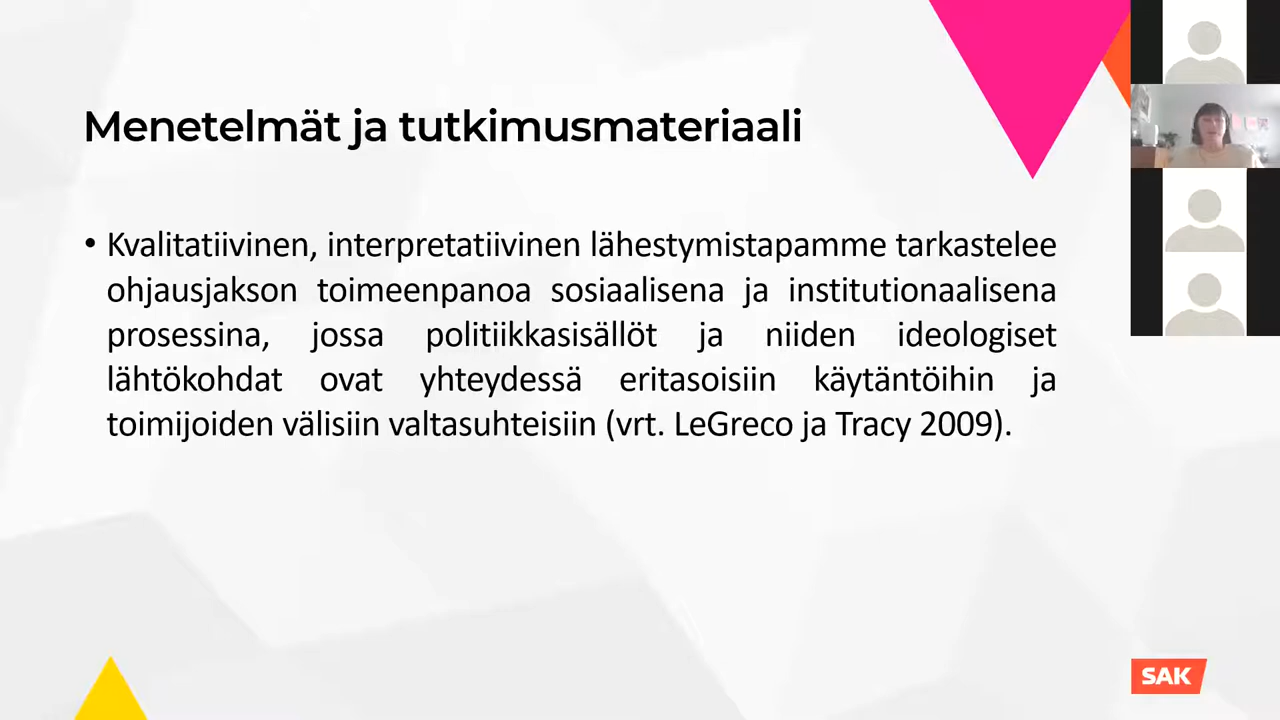 Menetelmät ja tutkimusmateriaali
• Kvalitatiivinen, interpretatiivinen lähestymistapamme tarkastelee
ohjausjakson toimeenpanoa sosiaalisena ja institutionaalisena
prosessina, jossa politiikkasisällöt ja niiden ideologiset
lähtökohdat ovat yhteydessä eritasoisiin käytäntöihin ja
toimijoiden välisiin valtasuhteisiin (vrt. LeGreco ja Tracy 2009).
SAK